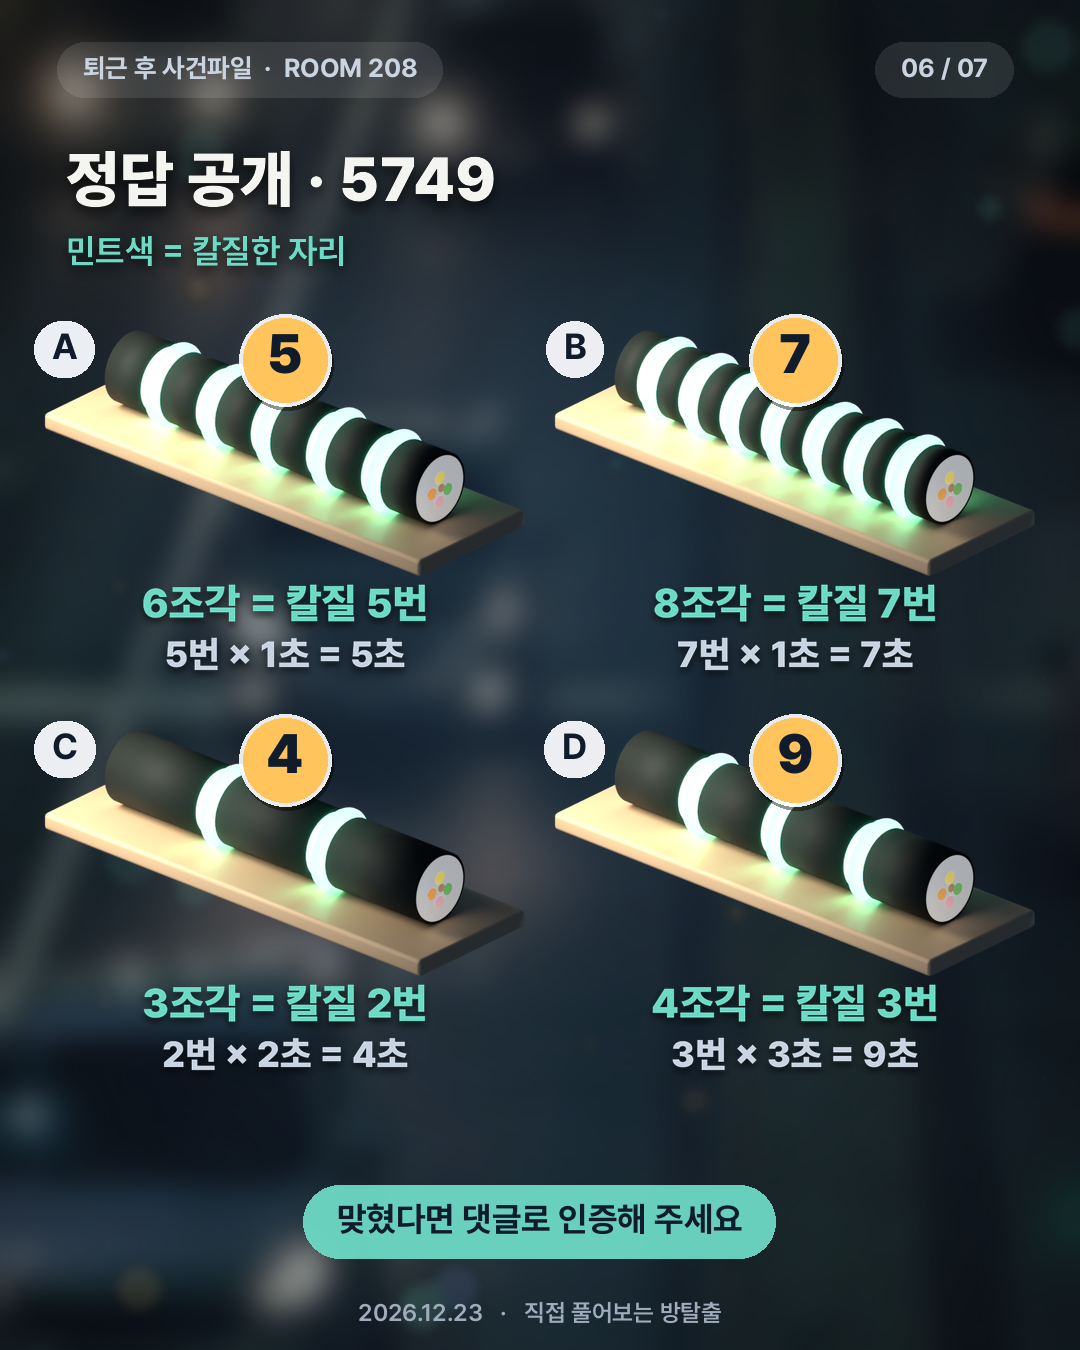 퇴근 후 사건파일 · ROOM 208
06 / 07
정답 공개 · 5749
민트색 = 칼질한 자리
A
5
B
7
6조각 = 칼질 5번
5번 × 1초 = 5초
8조각 = 칼질 7번
7번 × 1초 = 7초
C
4
D
9
3조각 = 칼질 2번
2번 × 2초 = 4초
4조각 = 칼질 3번
3번 × 3초 = 9초
맞혔다면 댓글로 인증해 주세요
2026.12.23 · 직접 풀어보는 방탈출